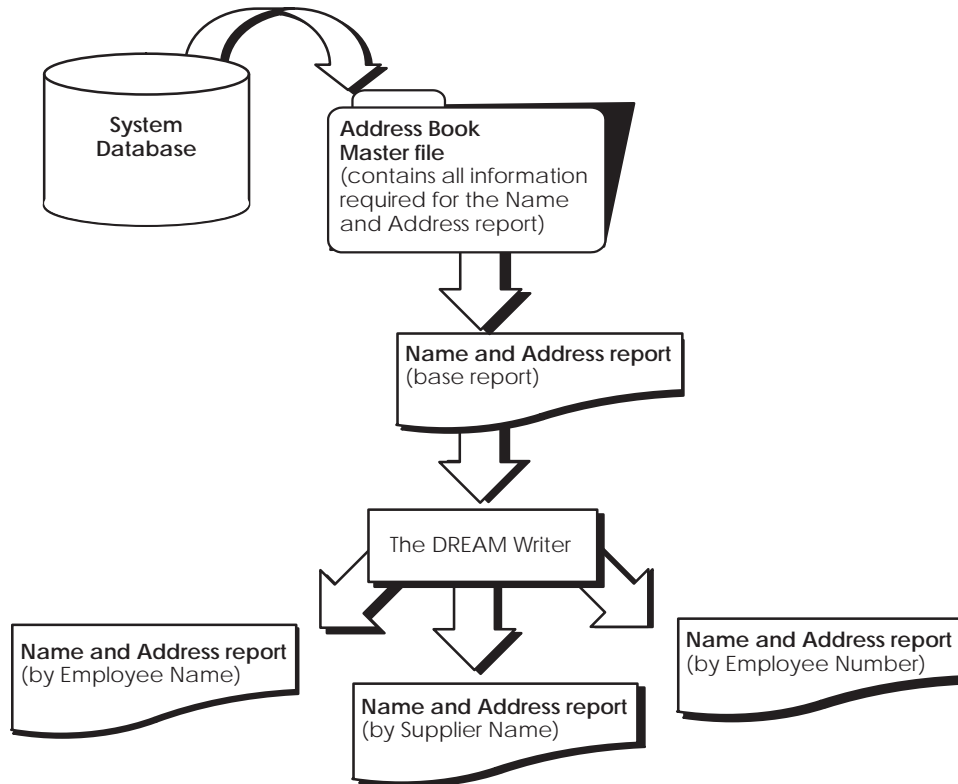 System
Database
Address Book
Master file
(contains all information
required for the Name
and Address report)
Name and Address report
(base report)
The DREAM Writer
Name and Address report
(by Employee Name)
Name and Address report
(by Supplier Name)
Name and Address report
(by Employee Number)